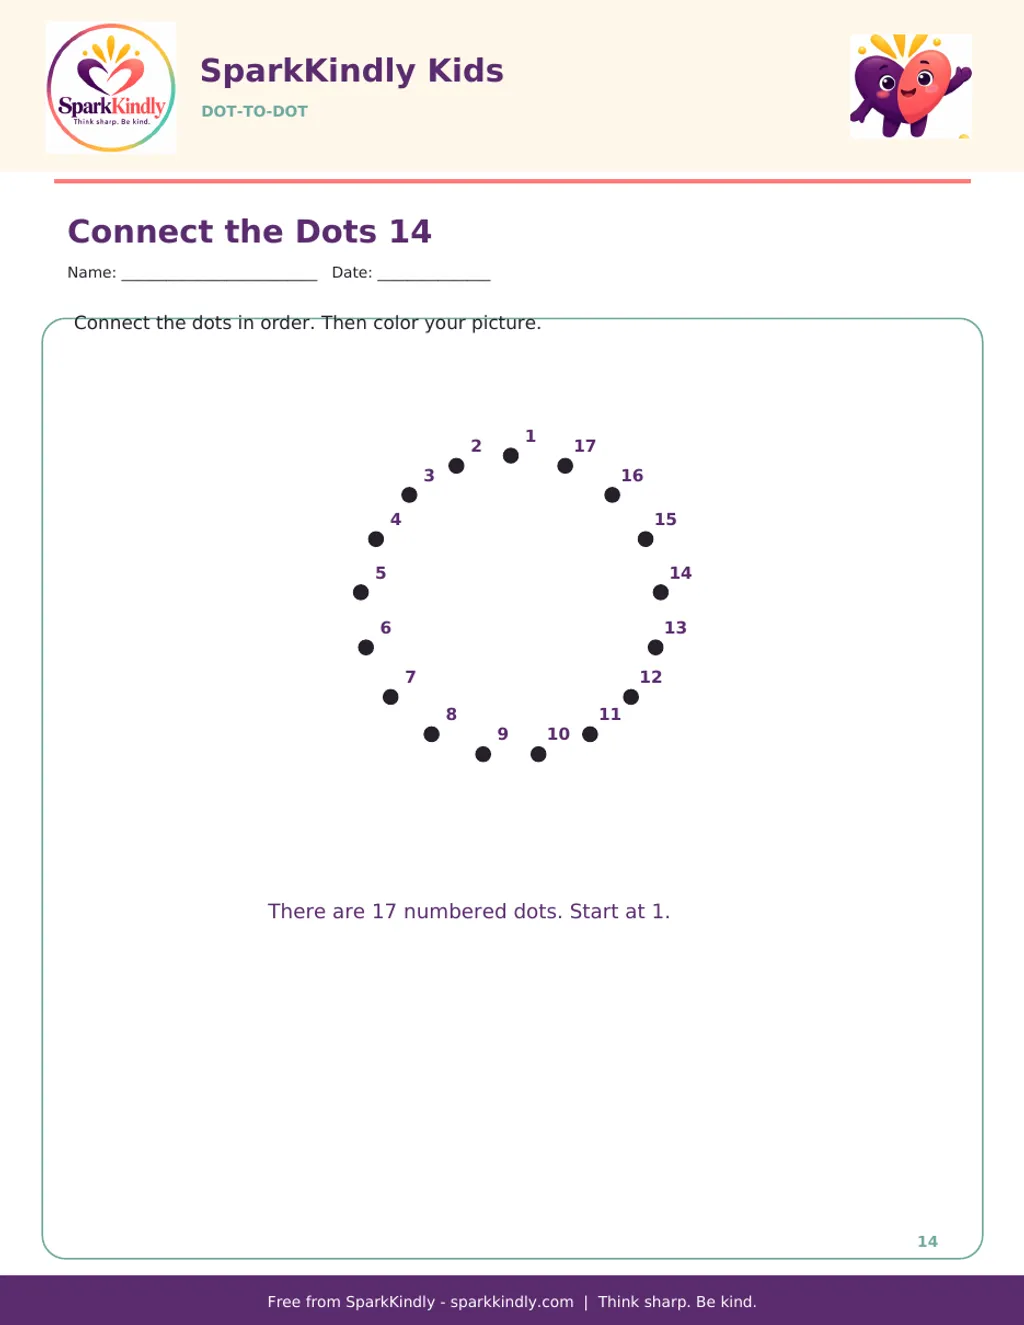 SparkKindly
Think sharp. Be kind.
SparkKindly Kids
DOT-TO-DOT
Connect the Dots 14
Name: __________________________ Date: _______________
Connect the dots in order. Then color your picture.
1
2
17
3
16
4
15
5
14
6
13
7
12
8
11
9
10
There are 17 numbered dots. Start at 1.
14
Free from SparkKindly - sparkkindly.com | Think sharp. Be kind.